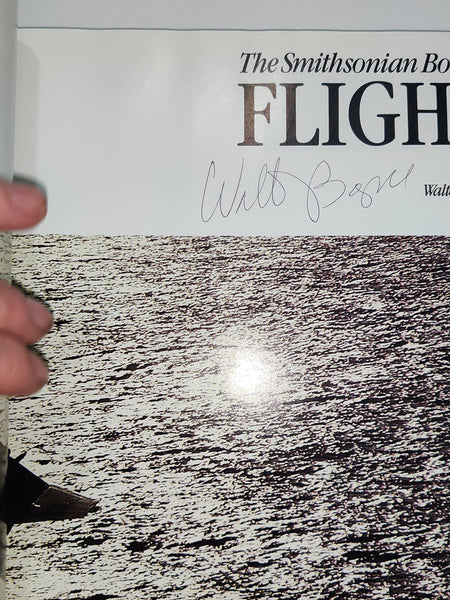 The Smithsonian Bo
FLIGH
Walt Boyne
Walt